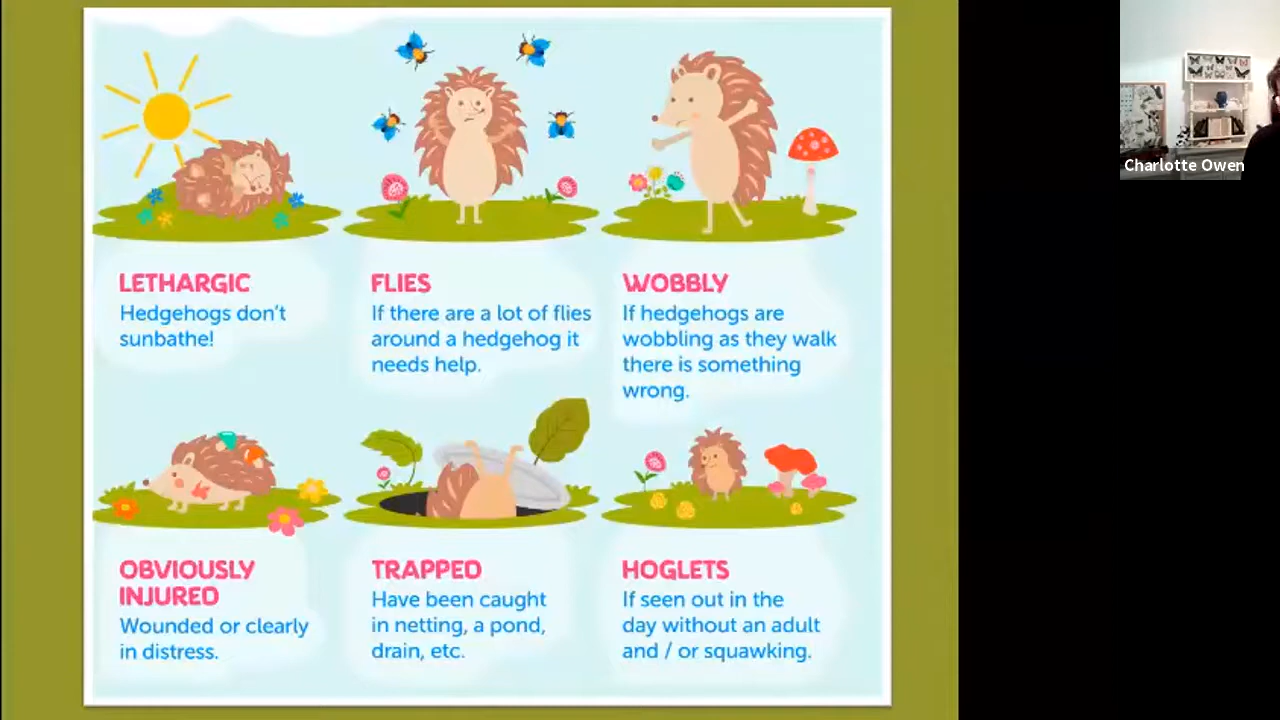 LETHARGIC
Hedgehogs don't
sunbathe!
FLIES
If there are a lot of flies
around a hedgehog it
needs help.
WOBBLY
If hedgehogs are
wobbling as they walk
there is something
wrong.
OBVIOUSLY
INJURED
Wounded or clearly
in distress.
TRAPPED
Have been caught
in netting, a pond,
drain, etc.
HOGLETS
If seen out in the
day without an adult
and / or squawking.
Charlotte Owen